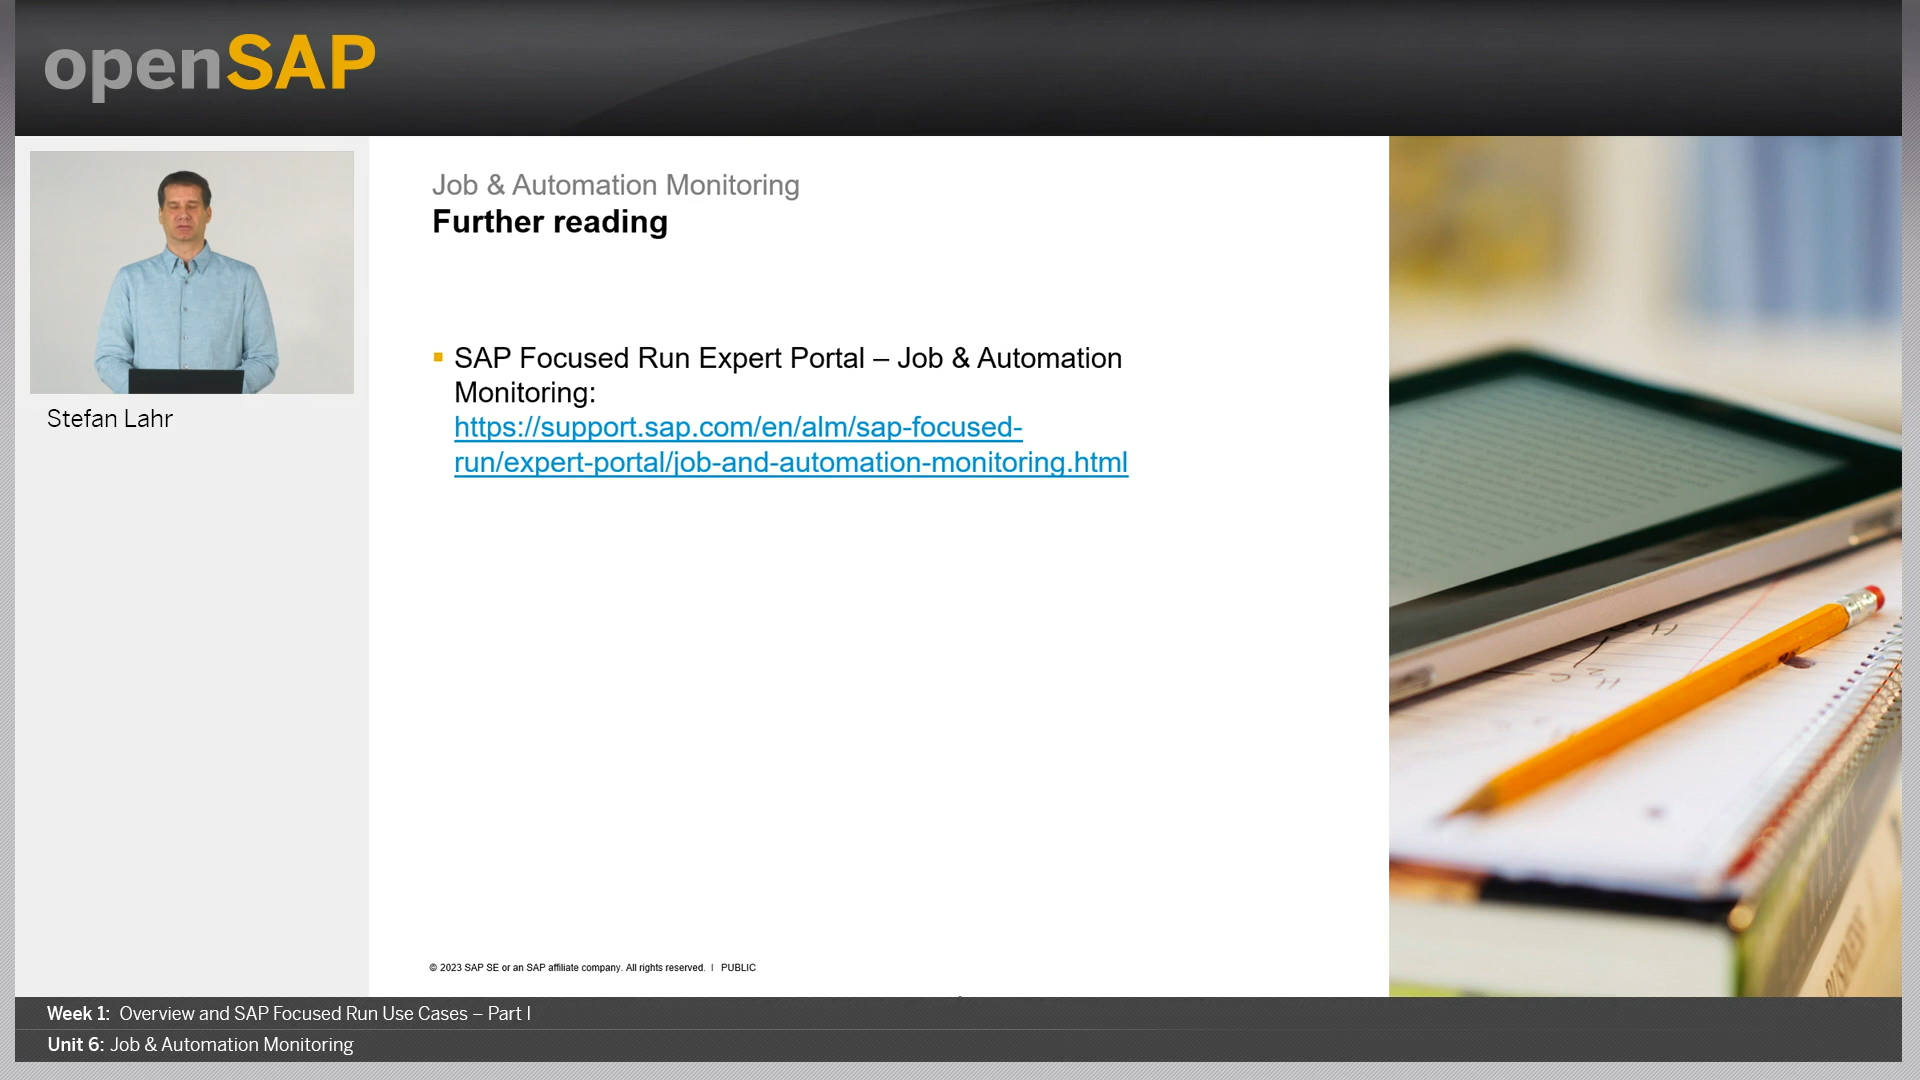 openSAP
Job & Automation Monitoring
Further reading
SAP Focused Run Expert Portal – Job & Automation
Monitoring:
https://support.sap.com/en/alm/sap-focused-
run/expert-portal/job-and-automation-monitoring.html
Stefan Lahr
© 2023 SAP SE or an SAP affiliate company. All rights reserved. ǀ PUBLIC
Week 1: Overview and SAP Focused Run Use Cases – Part I
Unit 6: Job & Automation Monitoring